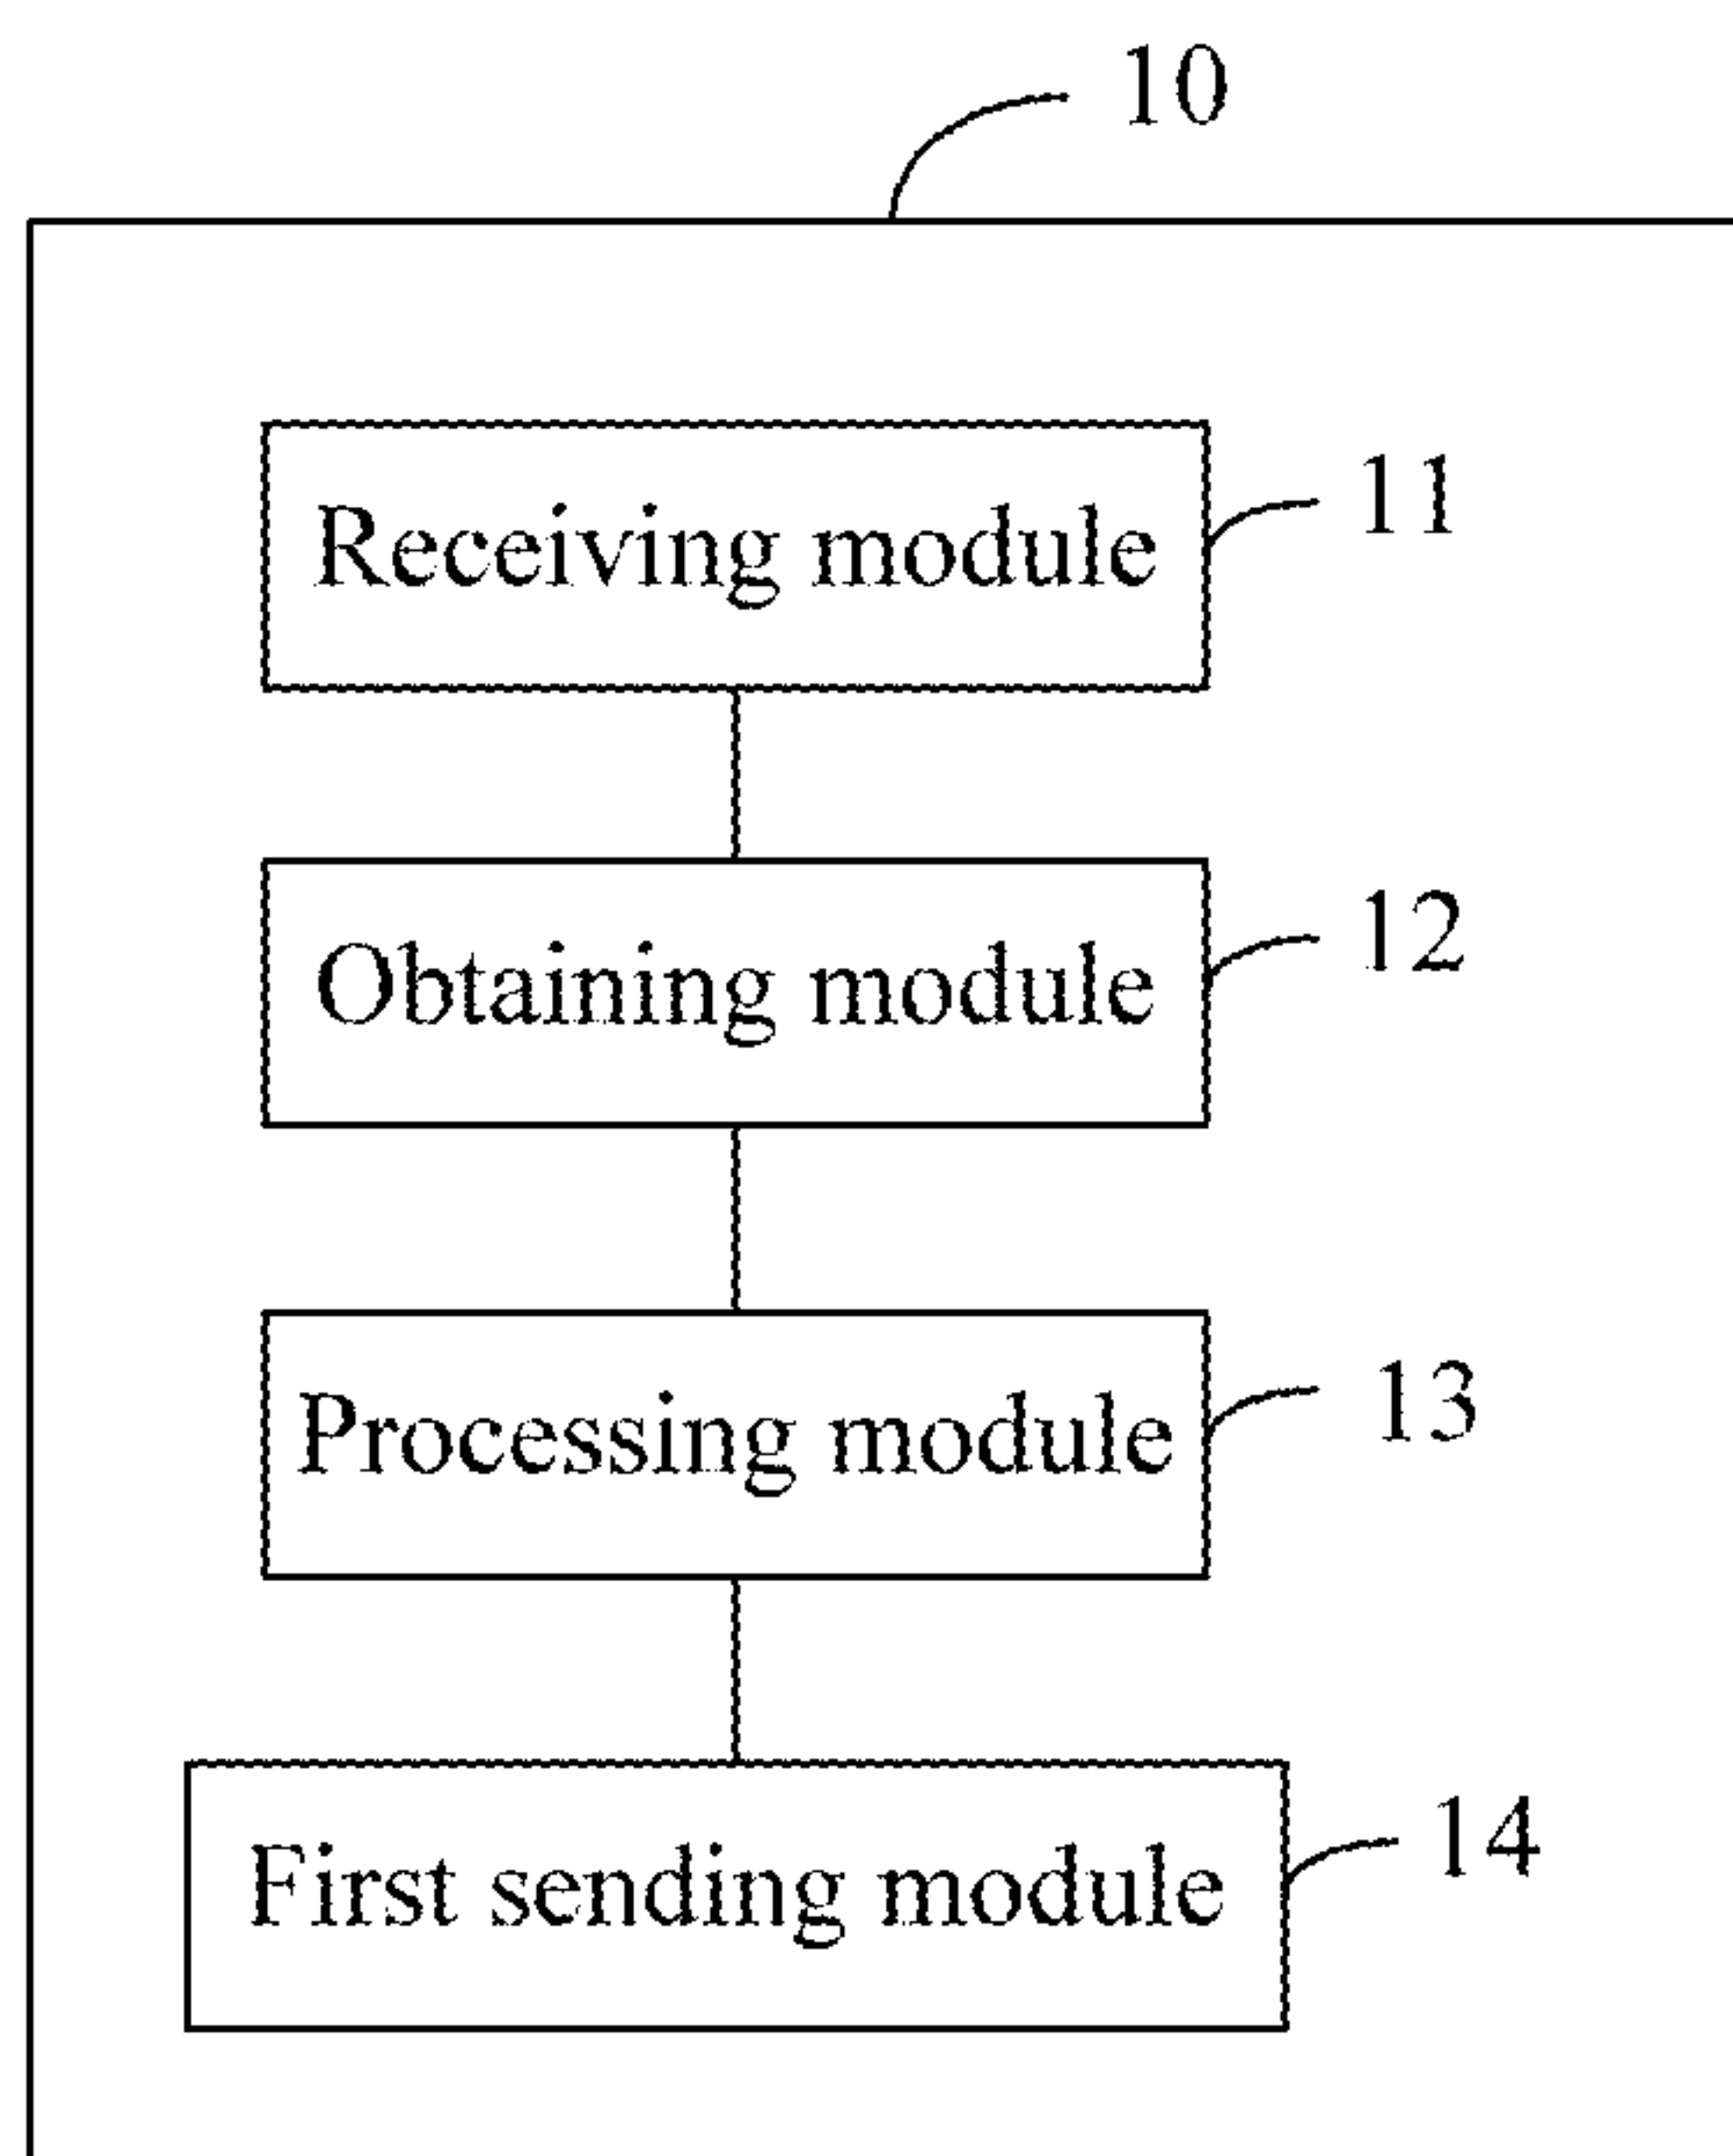 10
Receiving module 11
Obtaining module 12
Processing module 13
First sending module 14